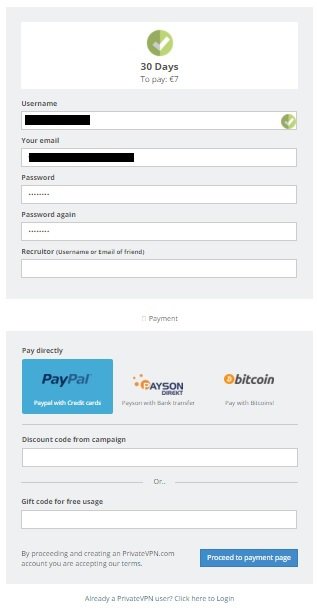 30 Days
To pay: €7
Username
Your email
Password
••••••••
Password again
••••••••
Recruitor (Username or Email of friend)
Payment
Pay directly
PayPal
PAYSON
DIREKT
bitcoin
Paypal with Credit cards
Payson with Bank transfer
Pay with Bitcoins!
Discount code from campaign
Or..
Gift code for free usage
By proceeding and creating an PrivateVPN.com
account you are accepting our terms.
Proceed to payment page
Already a PrivateVPN user? Click here to Login